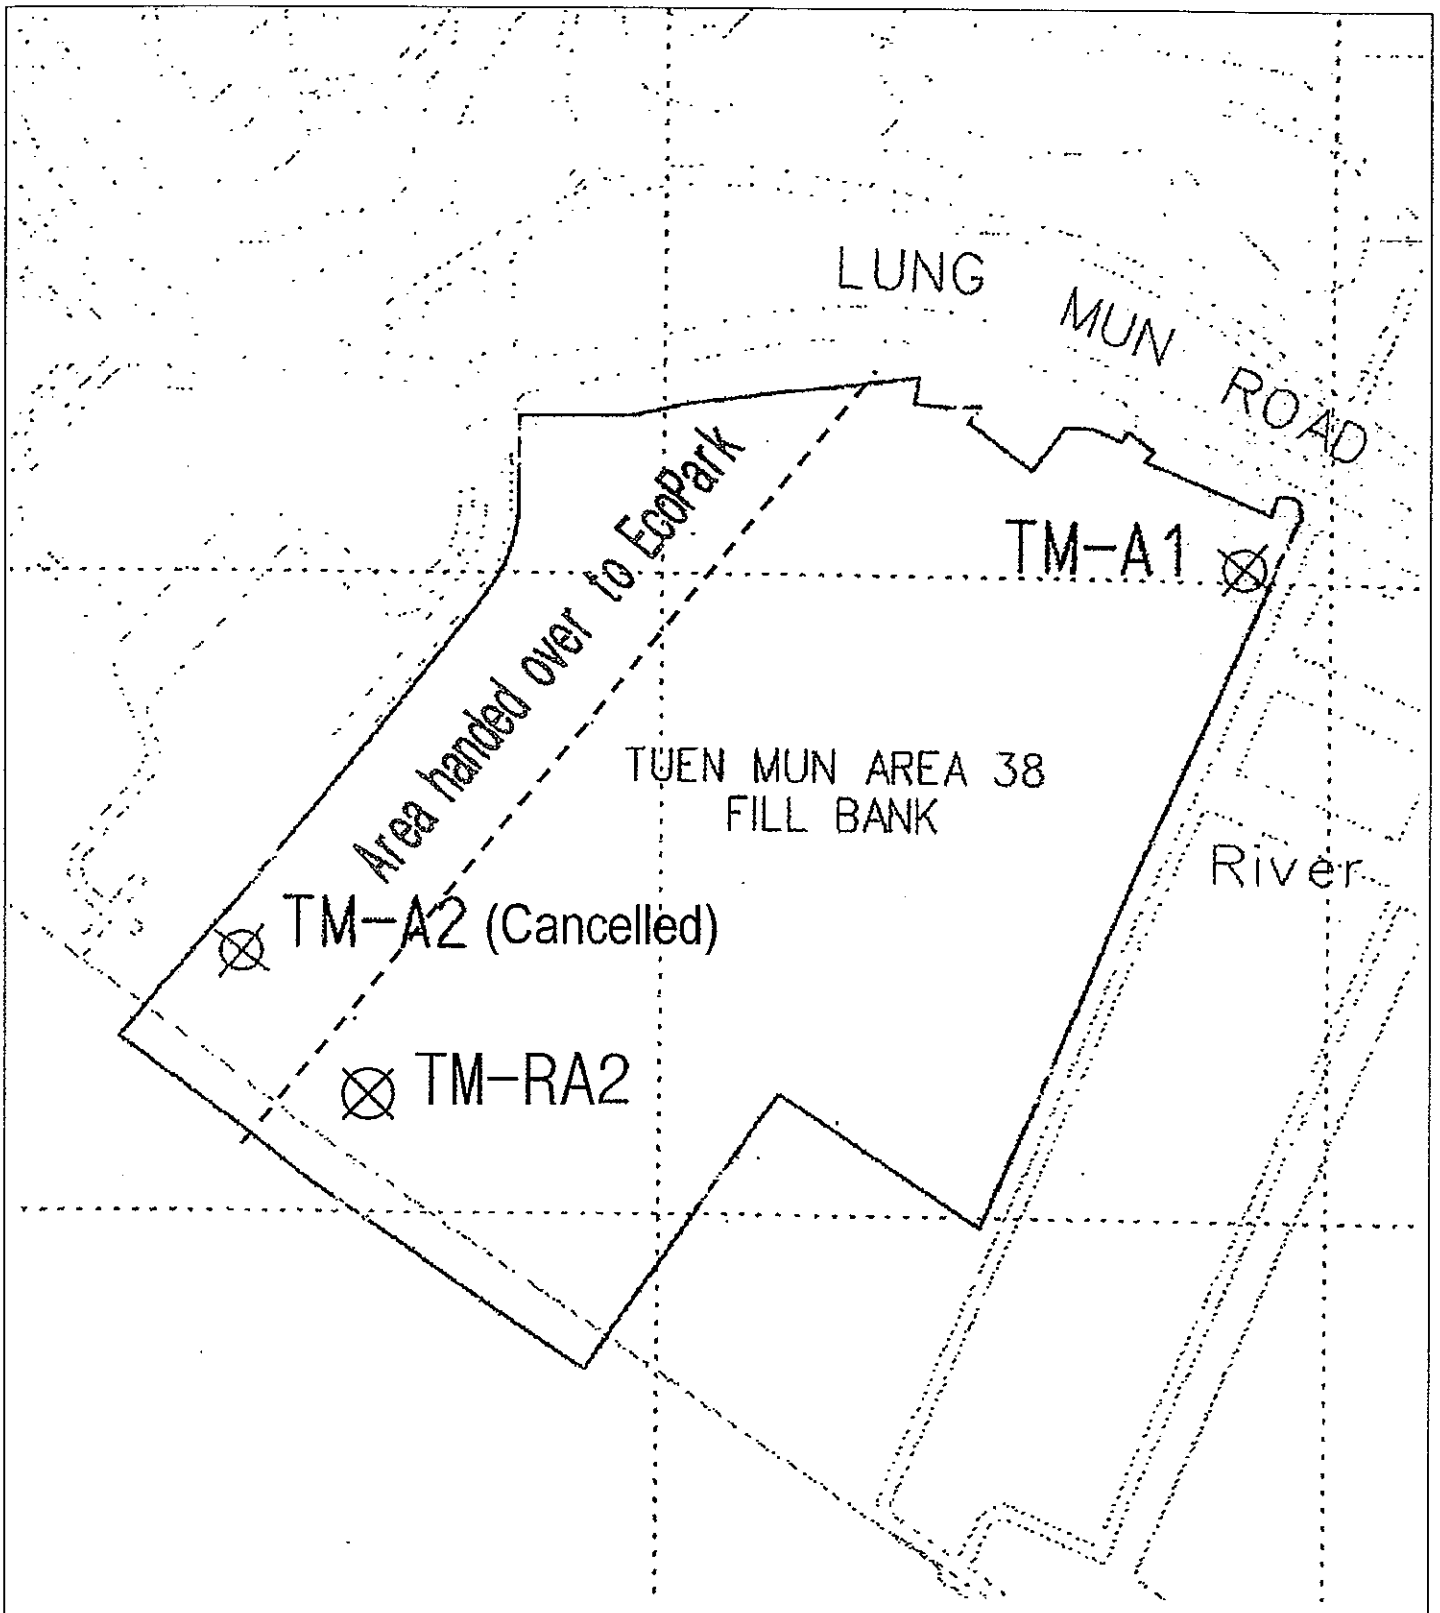 LUNG MUN ROAD
Area handed over to EcoPark
TM-A1
TUEN MUN AREA 38
FILL BANK
River
TM-A2 (Cancelled)
TM-RA2